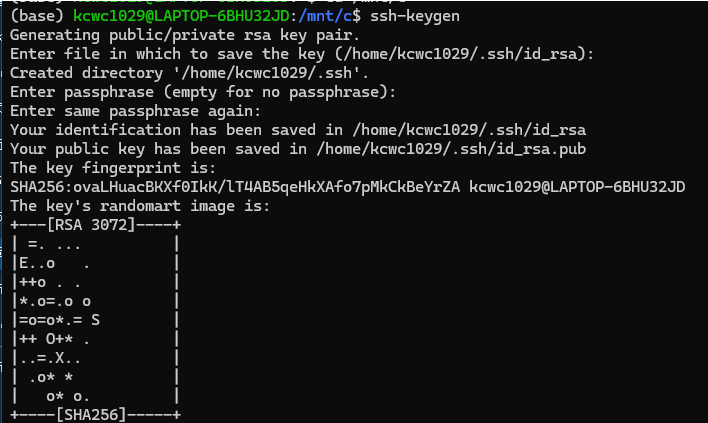 (base) kcwc1029@LAPTOP-6BHU32JD:/mnt/c$ ssh-keygen
Generating public/private rsa key pair.
Enter file in which to save the key (/home/kcwc1029/.ssh/id_rsa):
Created directory '/home/kcwc1029/.ssh'.
Enter passphrase (empty for no passphrase):
Enter same passphrase again:
Your identification has been saved in /home/kcwc1029/.ssh/id_rsa
Your public key has been saved in /home/kcwc1029/.ssh/id_rsa.pub
The key fingerprint is:
SHA256:ovaLHuacBKXf0IkK/lT4AB5qeHkXAfo7pMkCkBeYrZA kcwc1029@LAPTOP-6BHU32JD
The key's randomart image is:
+---[RSA 3072]----+
| =. ...          |
|E..o   .         |
|++o . .          |
|*.o=.o o         |
|=o=o*.= S        |
|++ O+* .         |
|..=.X..          |
| .o* *           |
|   o* o.         |
+----[SHA256]-----+